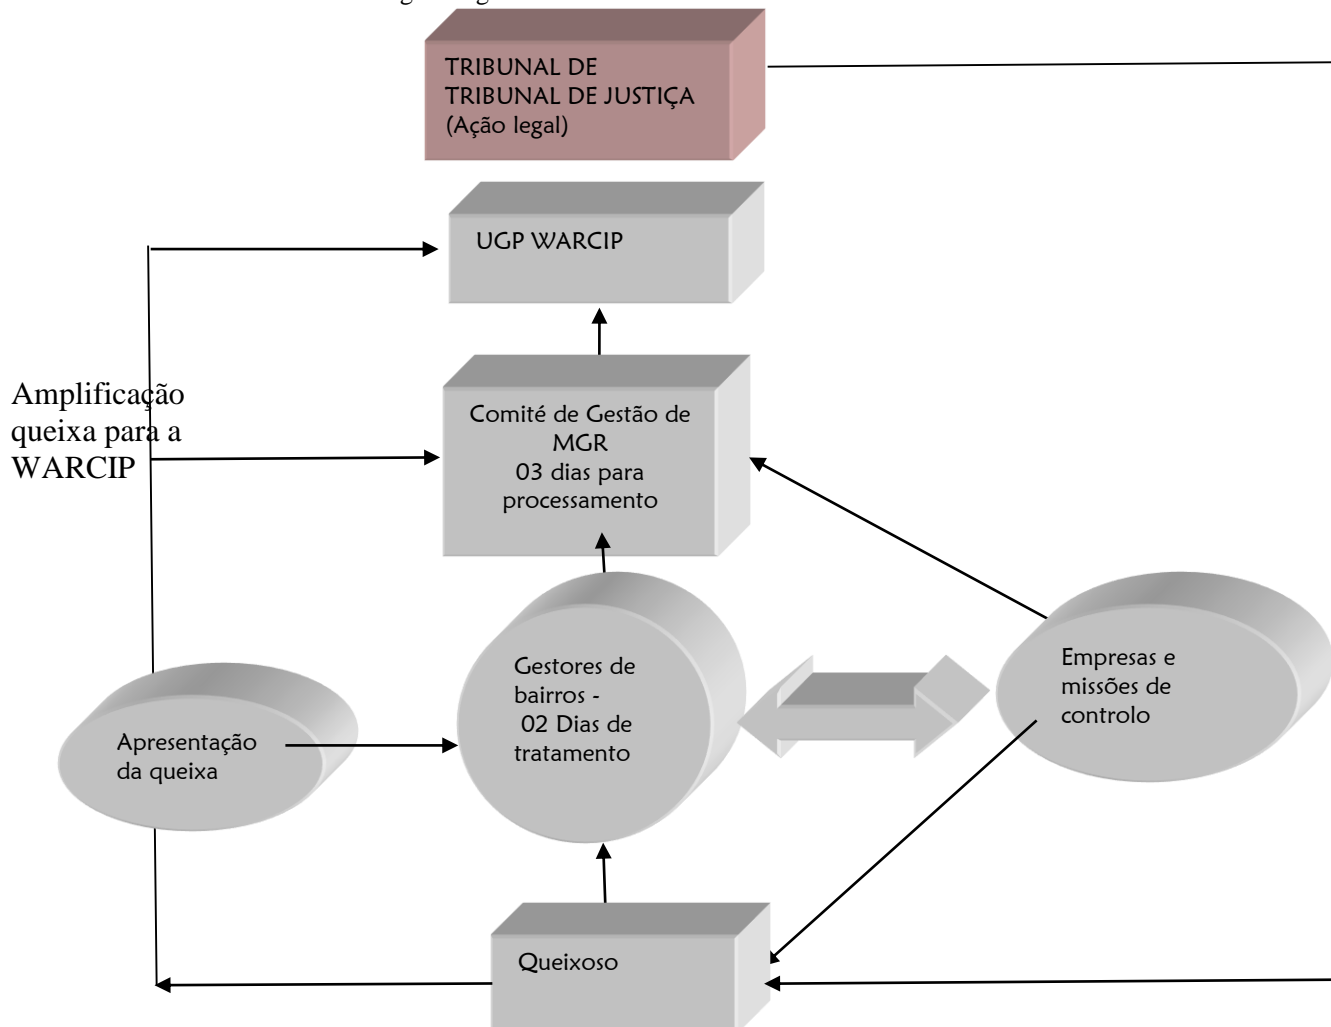 TRIBUNAL DE
TRIBUNAL DE JUSTIÇA
(Ação legal)
UGP WARCIP
Amplificação
queixa para a
WARCIP
Comité de Gestão de
MGR
03 dias para
processamento
Gestores de
bairros -
02 Dias de
tratamento
Empresas e
missões de
controlo
Apresentação
da queixa
Queixoso